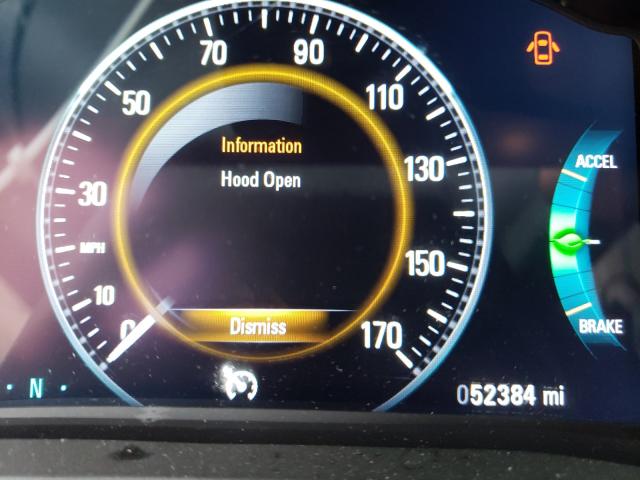 70 90
50 110
Information
Hood Open
ACCEL
130
30
MPH
150
10
0
Dismiss
170
BRAKE
N
052384 mi